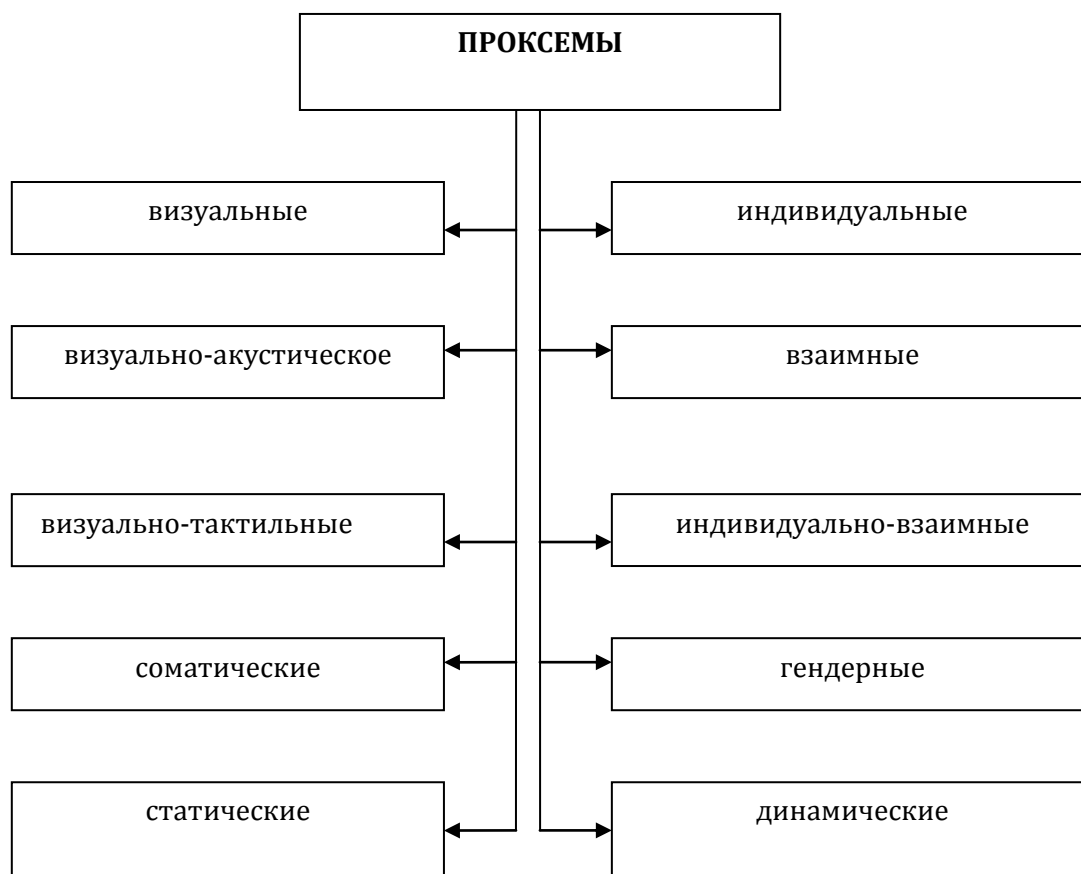 ПРОКСЕМЫ
визуальные
индивидуальные
визуально-акустическое
взаимные
визуально-тактильные
индивидуально-взаимные
соматические
гендерные
статические
динамические